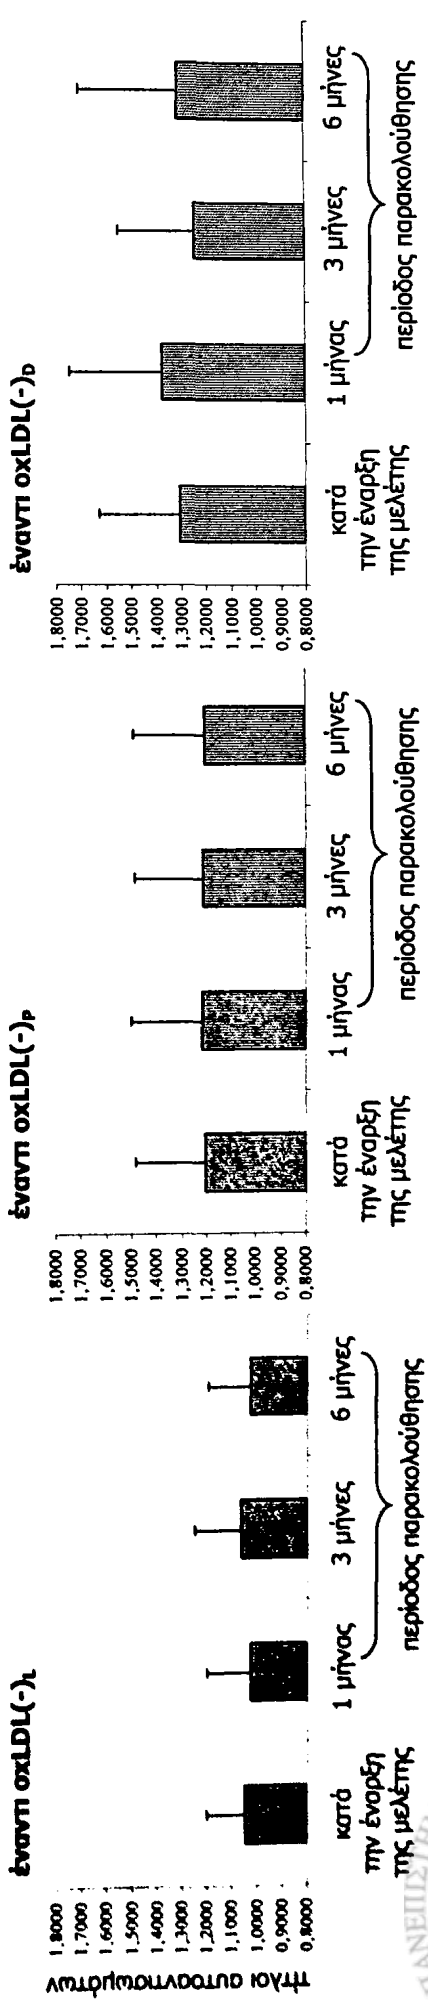 έναντι oxLDL(-)L
τίτλοι αυτοαντισωμάτων
1,8000
1,7000
1,6000
1,5000
1,4000
1,3000
1,2000
1,1000
1,0000
0,9000
0,8000
κατά
την έναρξη
της μελέτης
1 μήνας
3 μήνες
6 μήνες
περίοδος παρακολούθησης
έναντι oxLDL(-)P
1,8000
1,7000
1,6000
1,5000
1,4000
1,3000
1,2000
1,1000
1,0000
0,9000
0,8000
κατά
την έναρξη
της μελέτης
1 μήνας
3 μήνες
6 μήνες
περίοδος παρακολούθησης
έναντι oxLDL(-)D
1,8000
1,7000
1,6000
1,5000
1,4000
1,3000
1,2000
1,1000
1,0000
0,9000
0,8000
κατά
την έναρξη
της μελέτης
1 μήνας
3 μήνες
6 μήνες
περίοδος παρακολούθησης